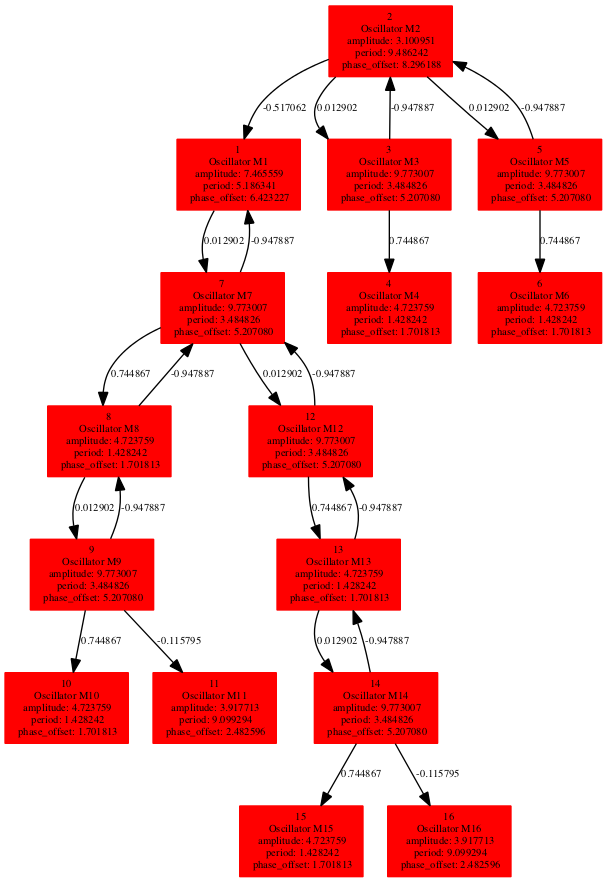 2
Oscillator M2
amplitude: 3.100951
period: 9.486242
phase_offset: 8.296188
-0.517062
0.012902
-0.947887
0.012902
-0.947887
1
Oscillator M1
amplitude: 7.465559
period: 5.186341
phase_offset: 6.423227
3
Oscillator M3
amplitude: 9.773007
period: 3.484826
phase_offset: 5.207080
5
Oscillator M5
amplitude: 9.773007
period: 3.484826
phase_offset: 5.207080
0.012902
-0.947887
0.744867
0.744867
7
Oscillator M7
amplitude: 9.773007
period: 3.484826
phase_offset: 5.207080
4
Oscillator M4
amplitude: 4.723759
period: 1.428242
phase_offset: 1.701813
6
Oscillator M6
amplitude: 4.723759
period: 1.428242
phase_offset: 1.701813
0.744867
-0.947887
0.012902
-0.947887
8
Oscillator M8
amplitude: 4.723759
period: 1.428242
phase_offset: 1.701813
12
Oscillator M12
amplitude: 9.773007
period: 3.484826
phase_offset: 5.207080
0.012902
-0.947887
0.744867
-0.947887
9
Oscillator M9
amplitude: 9.773007
period: 3.484826
phase_offset: 5.207080
13
Oscillator M13
amplitude: 4.723759
period: 1.428242
phase_offset: 1.701813
0.744867
-0.115795
0.012902
-0.947887
10
Oscillator M10
amplitude: 4.723759
period: 1.428242
phase_offset: 1.701813
11
Oscillator M11
amplitude: 3.917713
period: 9.099294
phase_offset: 2.482596
14
Oscillator M14
amplitude: 9.773007
period: 3.484826
phase_offset: 5.207080
0.744867
-0.115795
15
Oscillator M15
amplitude: 4.723759
period: 1.428242
phase_offset: 1.701813
16
Oscillator M16
amplitude: 3.917713
period: 9.099294
phase_offset: 2.482596